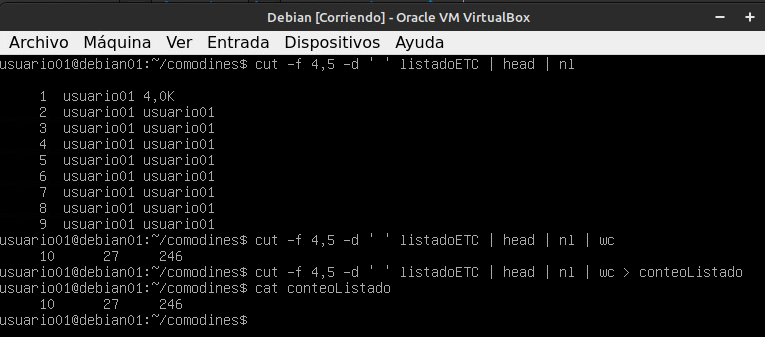 Debian [Corriendo] - Oracle VM VirtualBox
Archivo Máquina Ver Entrada Dispositivos Ayuda
usuario01@debian01:~/comodines$ cut -f 4,5 -d ' ' listadoETC | head | nl

     1  usuario01 4,0K
     2  usuario01 usuario01
     3  usuario01 usuario01
     4  usuario01 usuario01
     5  usuario01 usuario01
     6  usuario01 usuario01
     7  usuario01 usuario01
     8  usuario01 usuario01
     9  usuario01 usuario01
usuario01@debian01:~/comodines$ cut -f 4,5 -d ' ' listadoETC | head | nl | wc
     10      27     246
usuario01@debian01:~/comodines$ cut -f 4,5 -d ' ' listadoETC | head | nl | wc > conteoListado
usuario01@debian01:~/comodines$ cat conteoListado
     10      27     246
usuario01@debian01:~/comodines$